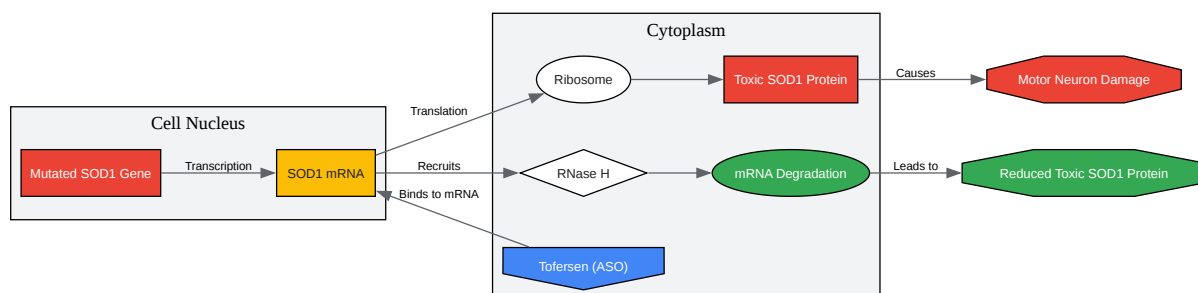 Cytoplasm
Ribosome
Toxic SOD1 Protein
Causes
Motor Neuron Damage
Translation
Cell Nucleus
Mutated SOD1 Gene
Transcription
SOD1 mRNA
Recruits
RNase H
mRNA Degradation
Leads to
Reduced Toxic SOD1 Protein
Binds to mRNA
Tofersen (ASO)